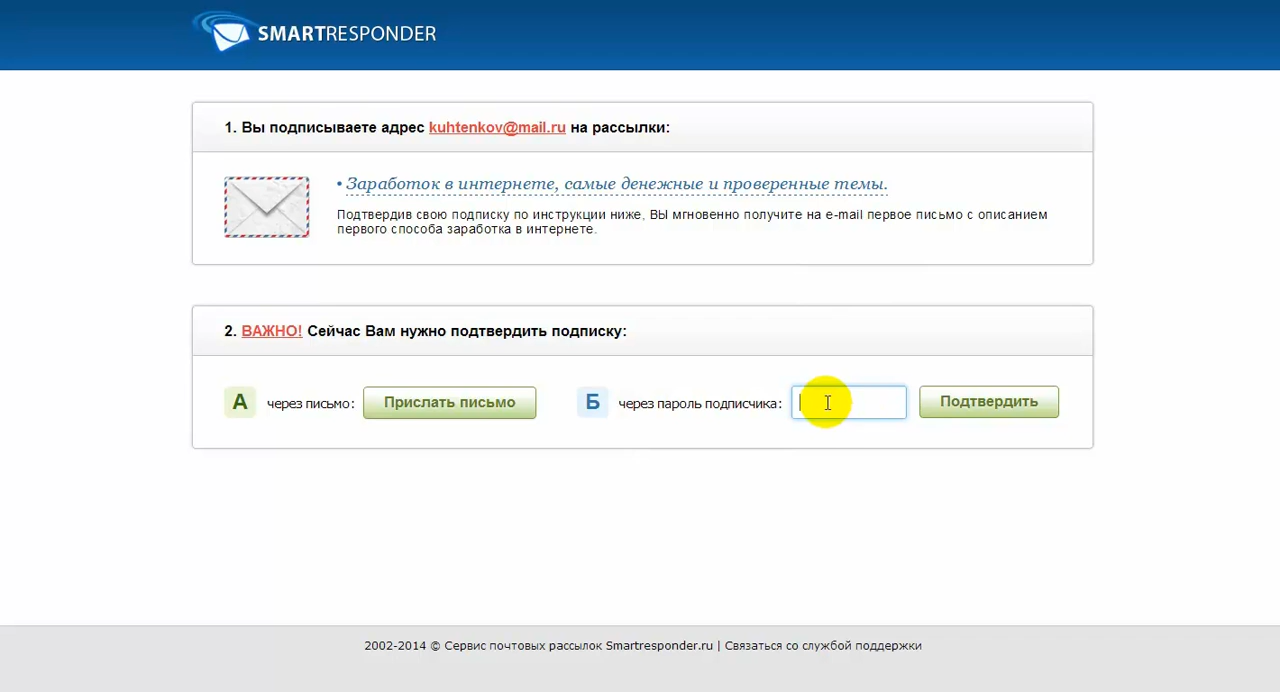 SMARTRESPONDER
1. Вы подписываете адрес kuhtenkov@mail.ru на рассылки:
• Заработок в интернете, самые денежные и проверенные темы.
Подтвердив свою подписку по инструкции ниже, ВЫ мгновенно получите на e-mail первое письмо с описанием
первого способа заработка в интернете.
2. ВАЖНО! Сейчас Вам нужно подтвердить подписку:
А через письмо: Прислать письмо Б через пароль подписчика: Подтвердить
2002-2014 © Сервис почтовых рассылок Smartresponder.ru | Связаться со службой поддержки